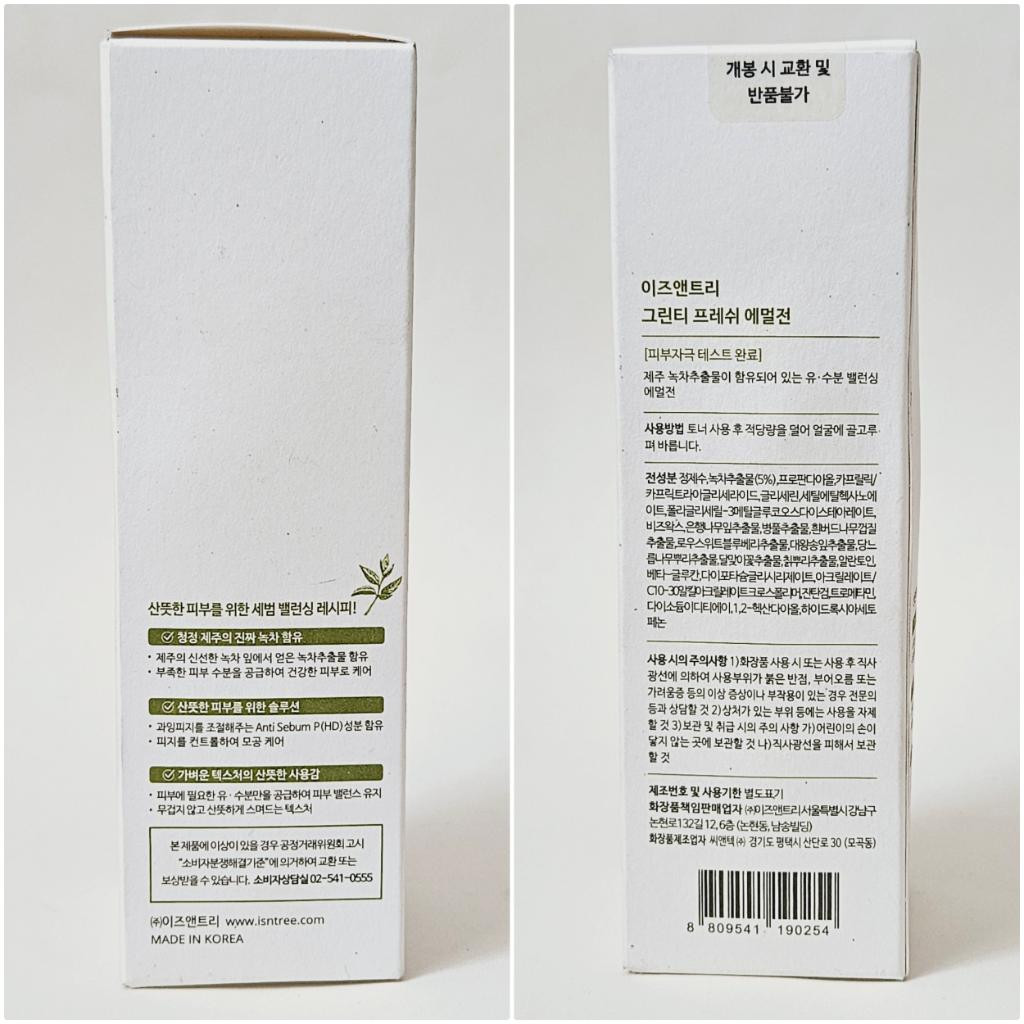 산뜻한 피부를 위한 세범 밸런싱 레시피!
청정 제주의 진짜 녹차 함유
• 제주의 신선한 녹차 잎에서 얻은 녹차추출물 함유
• 부족한 피부 수분을 공급하여 건강한 피부로 케어
산뜻한 피부를 위한 솔루션
• 과잉피지를 조절해주는 Anti Sebum P(HD)성분 함유
• 피지를 컨트롤하여 모공 케어
가벼운 텍스처의 산뜻한 사용감
• 피부에 필요한 유·수분만을 공급하여 피부 밸런스 유지
• 무겁지 않고 산뜻하게 스며드는 텍스처
본 제품에 이상이 있을 경우 공정거래위원회 고시
"소비자분쟁해결기준"에 의거하여 교환 또는
보상받을 수 있습니다. 소비자상담실 02-541-0555
㈜이즈앤트리 www.isntree.com
MADE IN KOREA
개봉 시 교환 및
반품불가
이즈앤트리
그린티 프레쉬 에멀전
[피부자극 테스트 완료]
제주 녹차추출물이 함유되어 있는 유·수분 밸런싱
에멀전
사용방법 토너 사용 후 적당량을 덜어 얼굴에 골고루
펴 바릅니다.
전성분 정제수,녹차추출물(5%),프로판다이올,카프릴릭/
카프릭트라이글리세라이드,글리세린,세틸에틸헥사노에
이트,폴리글리세릴-3메틸글루코오스다이스테아레이트,
비즈왁스,은행나무잎추출물,병풀추출물,흰버드나무껍질
추출물,로우스위트블루베리추출물,대왕송잎추출물,당느
릅나무뿌리추출물,달맞이꽃추출물,칡뿌리추출물,알란토인,
베타-글루칸,다이포타슘글리시리제이트,아크릴레이트/
C10-30알킬아크릴레이트크로스폴리머,잔탄검,트로메타민,
다이소듐이디티에이,1,2-헥산다이올,하이드록시아세토
페논
사용 시의 주의사항 1)화장품 사용 시 또는 사용 후 직사
광선에 의하여 사용부위가 붉은 반점, 부어오름 또는
가려움증 등의 이상 증상이나 부작용이 있는 경우 전문의
등과 상담할 것 2)상처가 있는 부위 등에는 사용을 자제
할 것 3)보관 및 취급 시의 주의 사항 가)어린이의 손이
닿지 않는 곳에 보관할 것 나)직사광선을 피해서 보관
할 것
제조번호 및 사용기한 별도표기
화장품책임판매업자 ㈜이즈앤트리 서울특별시 강남구
논현로132길 12, 6층 (논현동, 남송빌딩)
화장품제조업자 씨앤텍㈜ 경기도 평택시 산단로 30 (모곡동)
8 809541 190254